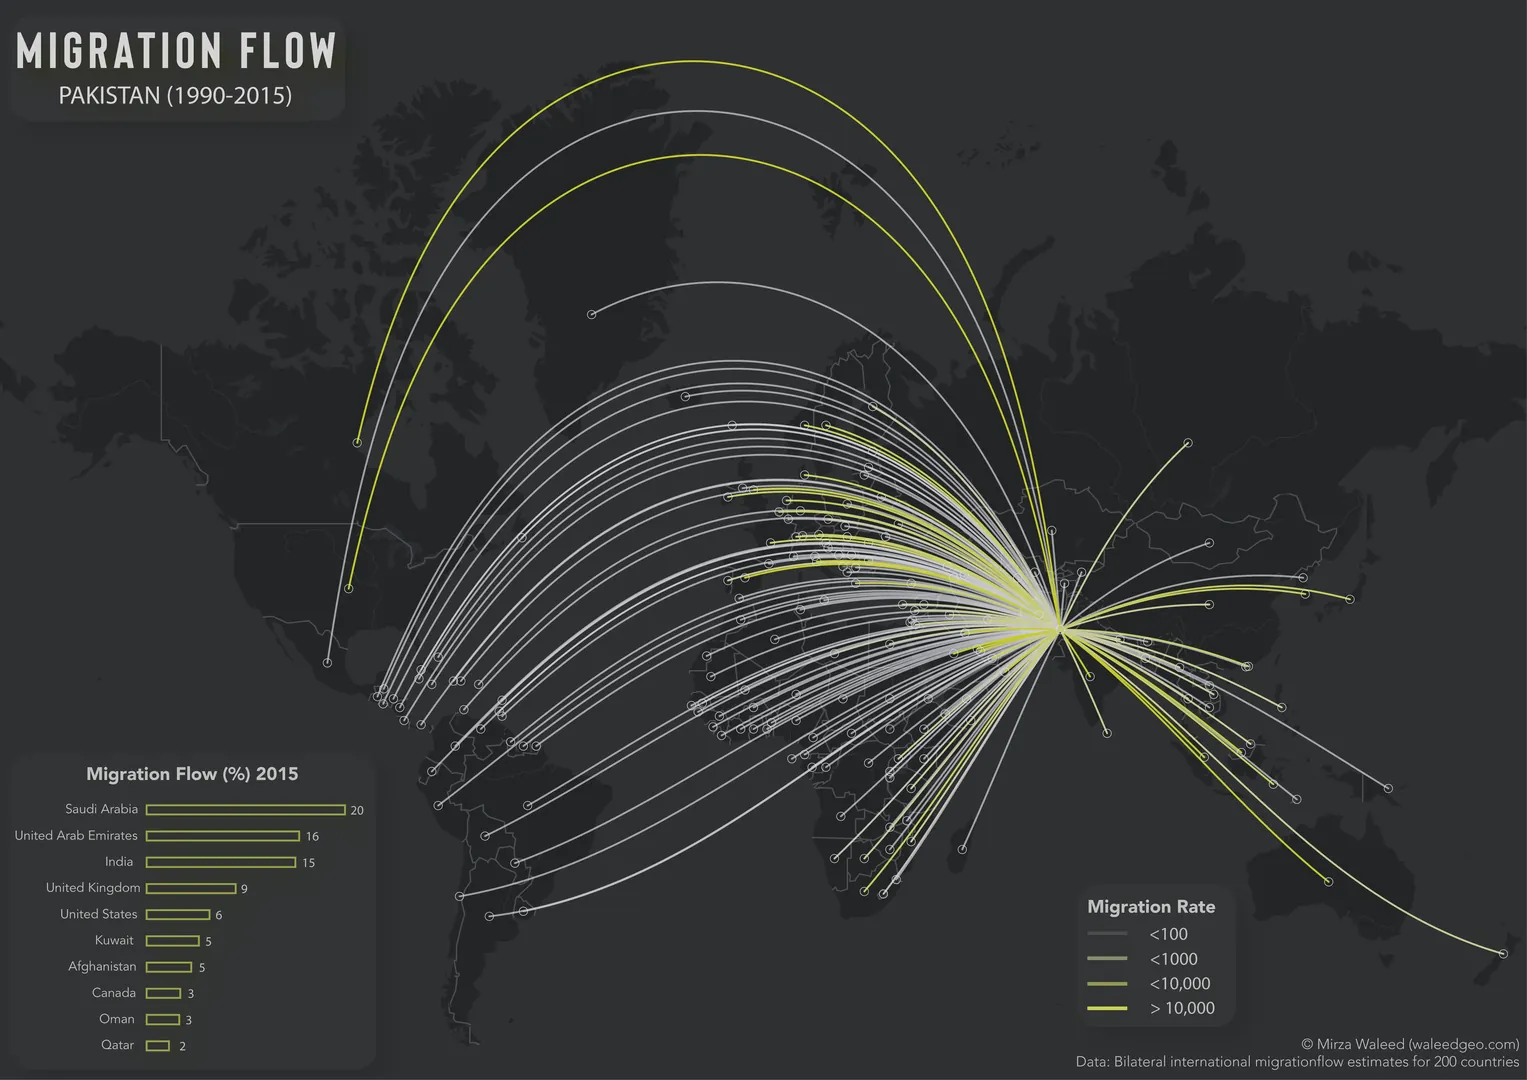 MIGRATION FLOW
PAKISTAN (1990-2015)
Migration Flow (%) 2015
Saudi Arabia 20
United Arab Emirates 16
India 15
United Kingdom 9
United States 6
Kuwait 5
Afghanistan 5
Canada 3
Oman 3
Qatar 2
Migration Rate
<100
<1000
<10,000
> 10,000
© Mirza Waleed (waleedgeo.com)
Data: Bilateral international migrationflow estimates for 200 countries